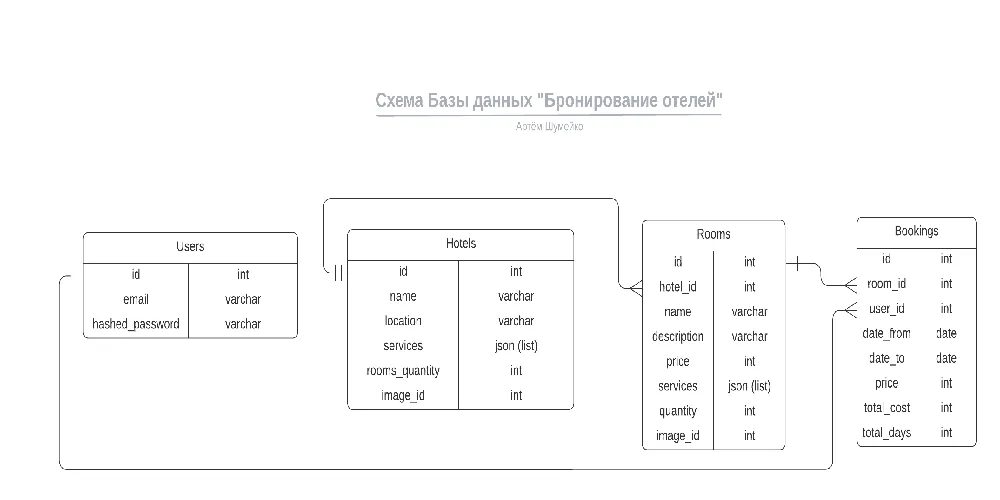 Схема Базы данных "Бронирование отелей"
Артём Шумейко
Users
id int
email varchar
hashed_password varchar
Hotels
id int
name varchar
location varchar
services json (list)
rooms_quantity int
image_id int
Rooms
id int
hotel_id int
name varchar
description varchar
price int
services json (list)
quantity int
image_id int
Bookings
id int
room_id int
user_id int
date_from date
date_to date
price int
total_cost int
total_days int